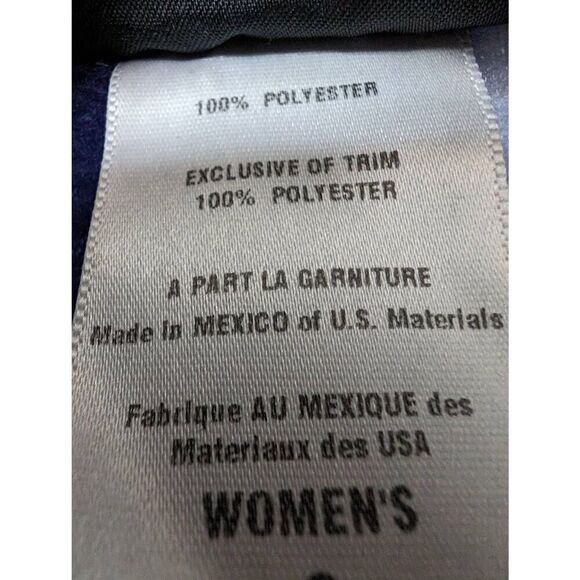 100% POLYESTER
EXCLUSIVE OF TRIM
100% POLYESTER
A PART LA GARNITURE
Made in MEXICO of U.S. Materials
Fabrique AU MEXIQUE des
Materiaux des USA
WOMEN'S